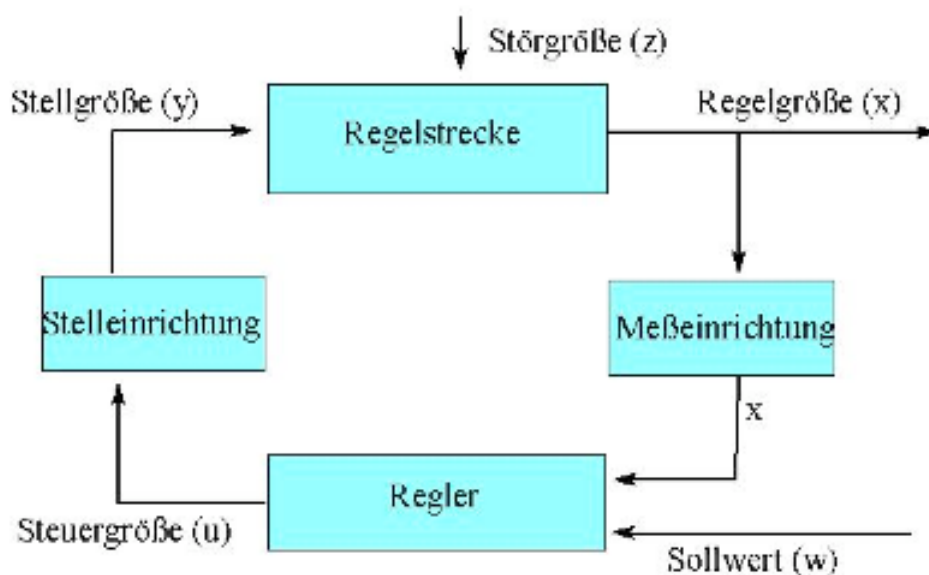 Störgröße (z)
Stellgröße (y)
Regelstrecke
Regelgröße (x)
Stelleinrichtung
Meßeinrichtung
x
Regler
Steuergröße (u)
Sollwert (w)